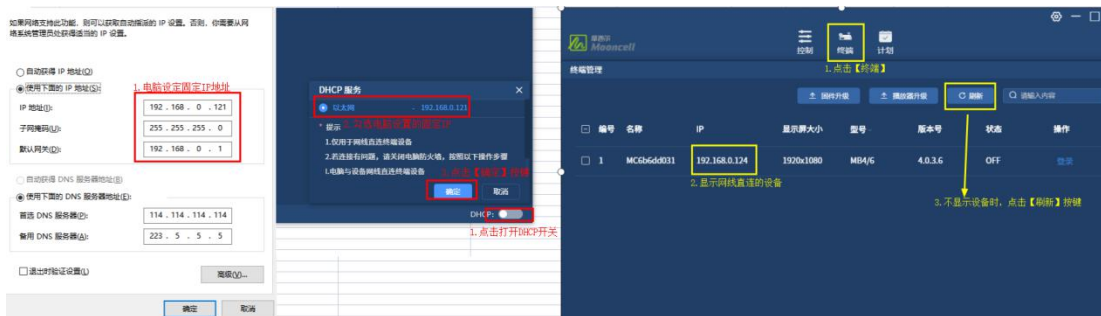 如果网络支持此功能，则可以获取自动指派的 IP 设置。否则，你需要从网
络系统管理员处获得适当的 IP 设置。
自动获得 IP 地址(O)
使用下面的 IP 地址(S):
1.电脑设定固定IP地址
IP 地址(I): 192 . 168 . 0 . 121
子网掩码(U): 255 . 255 . 255 . 0
默认网关(D): 192 . 168 . 0 . 1
自动获得 DNS 服务器地址(B)
使用下面的 DNS 服务器地址(E):
首选 DNS 服务器(P): 114 . 114 . 114 . 114
备用 DNS 服务器(A): 223 . 5 . 5 . 5
退出时验证设置(L)
高级(V)...
确定 取消
DHCP 服务 ×
以太网 - 192.168.0.121
* 提示
1.仅用于网线直连终端设备
2.若连接有问题，请关闭电脑防火墙，按照以下操作步骤
1.电脑与设备网线直连终端设备
确定 取消
DHCP:
1.点击打开DHCP开关
摩西尔
Mooncell
控制 终端 计划
1.点击【终端】
终端管理
固件升级 播放器升级 刷新 请输入内容
编号 名称 IP 显示屏大小 型号 版本号 状态 操作
1 MC6b6dd031 192.168.0.124 1920x1080 MB4/6 4.0.3.6 OFF 登录
2.显示网线直连的设备
3.不显示设备时，点击【刷新】按键